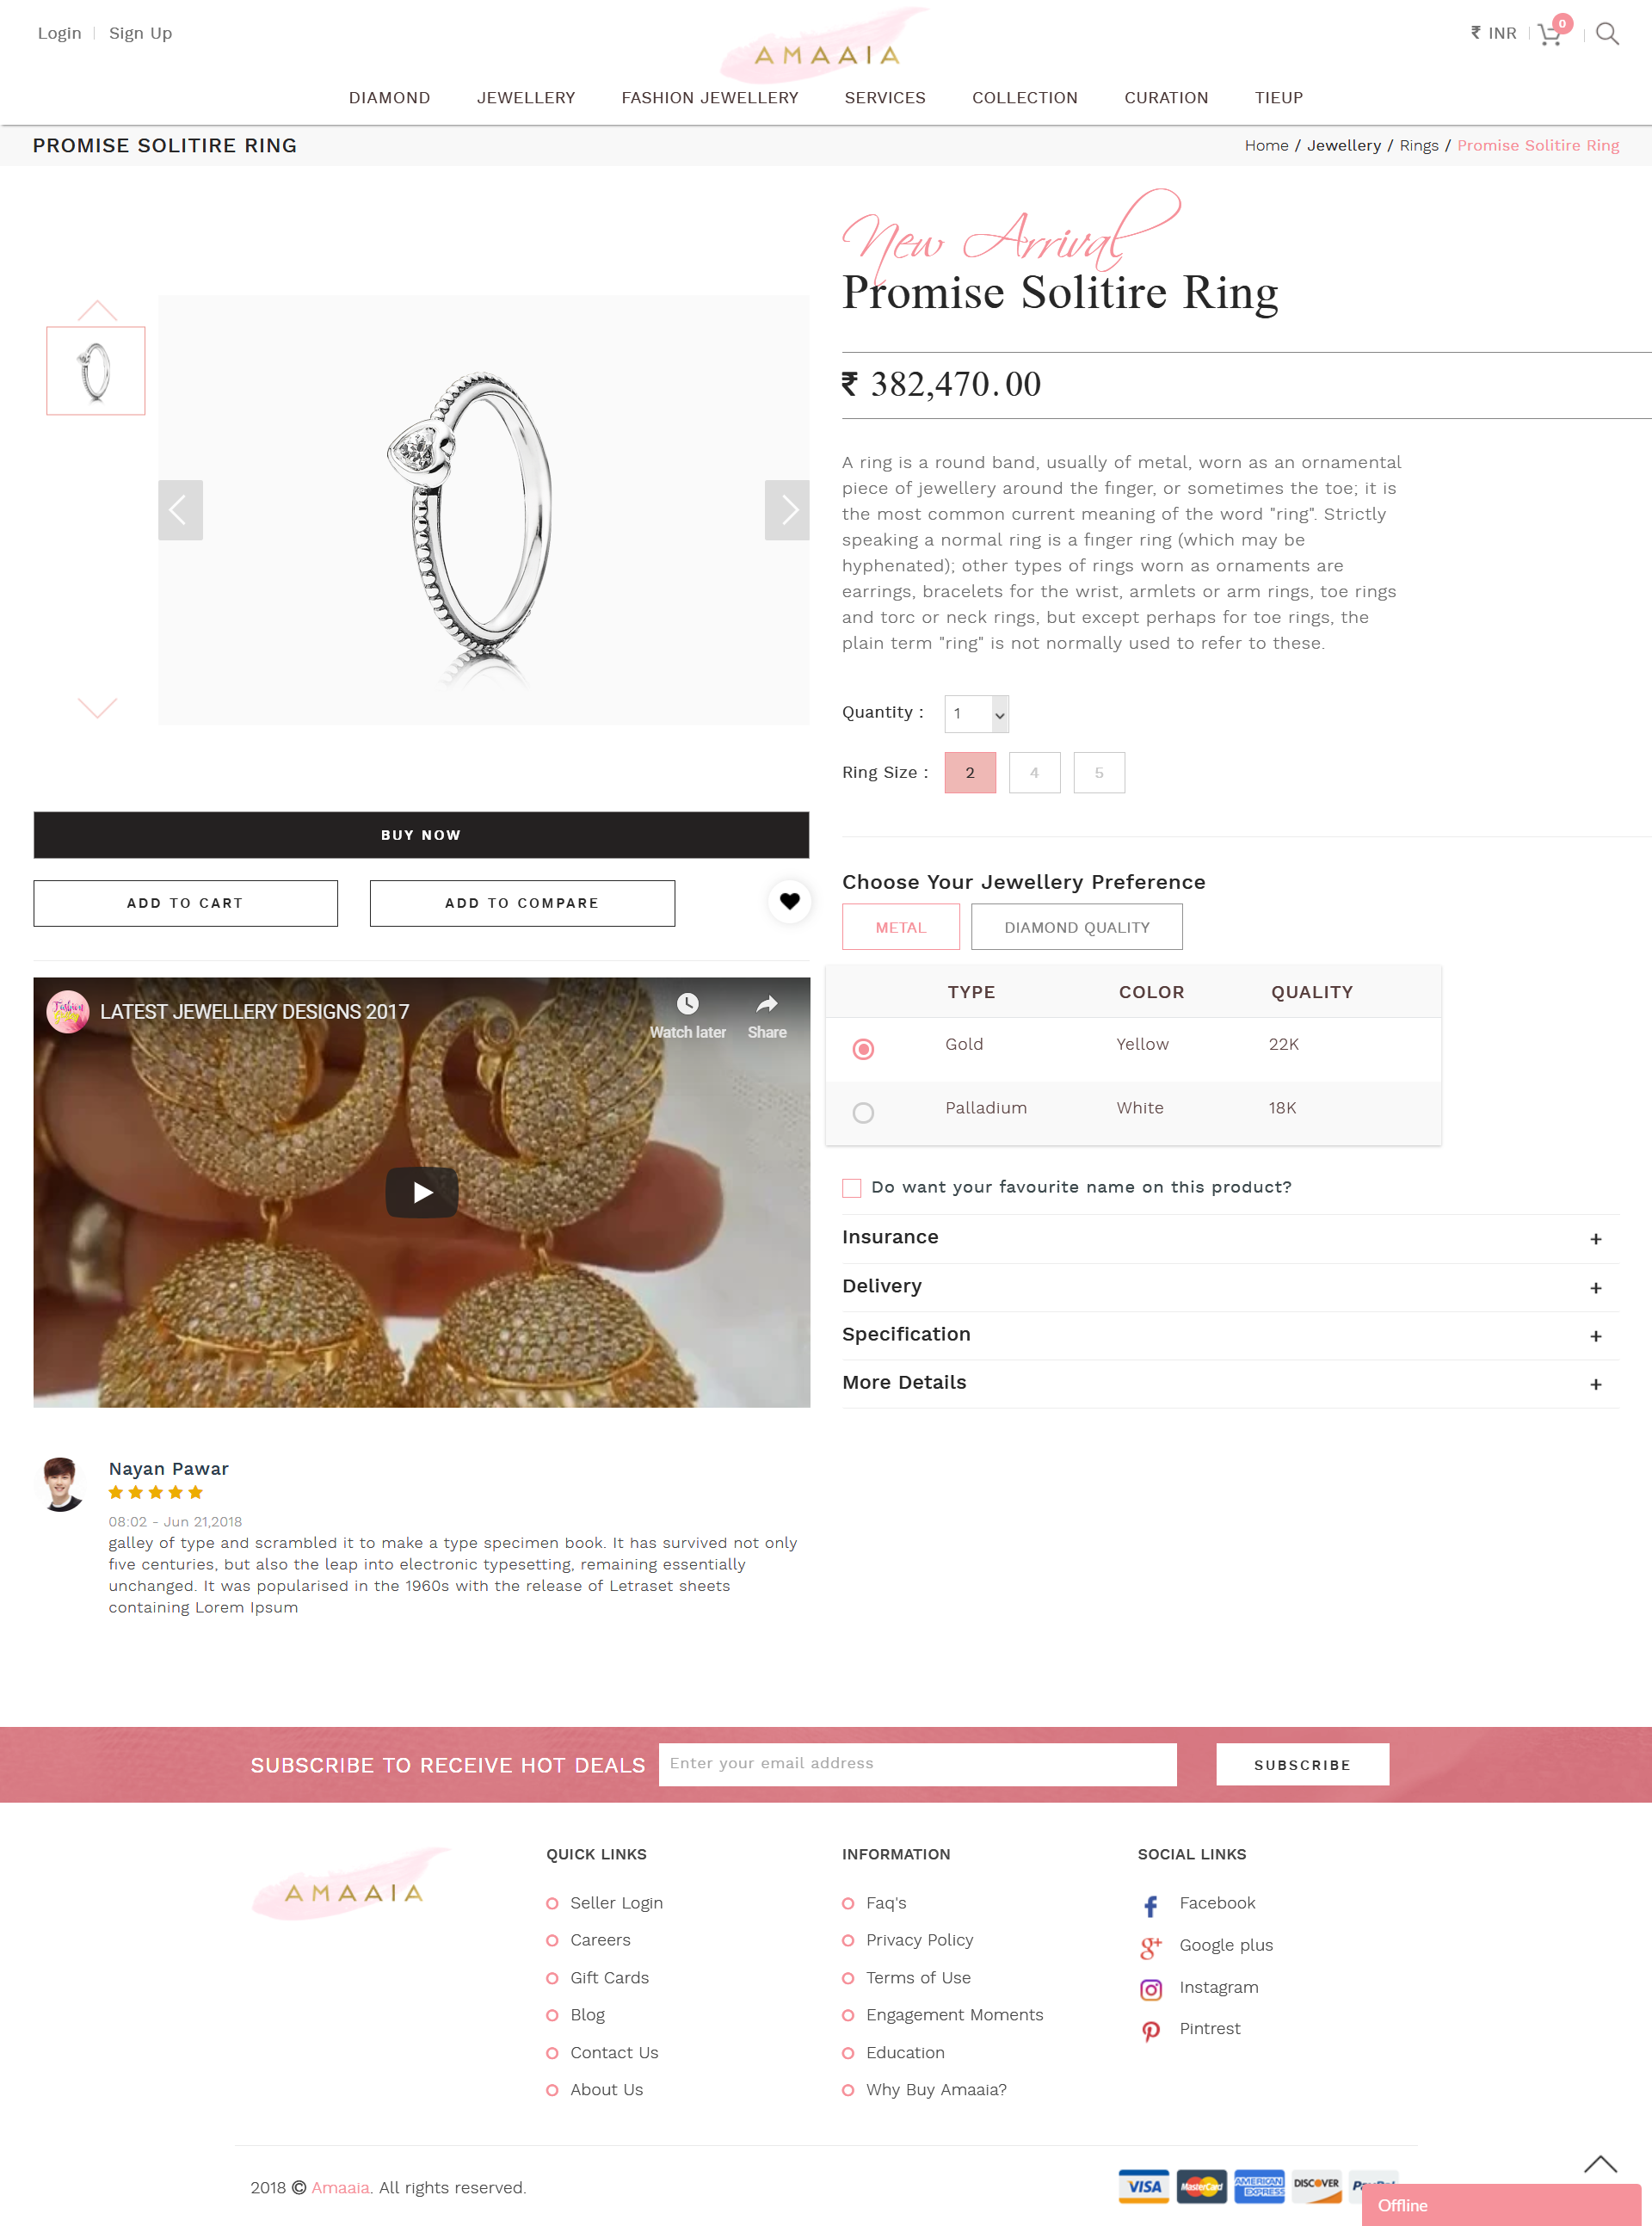 Login
Sign Up
AMAAIA
₹ INR
0
DIAMOND
JEWELLERY
FASHION JEWELLERY
SERVICES
COLLECTION
CURATION
TIEUP
PROMISE SOLITIRE RING
Home / Jewellery / Rings / Promise Solitire Ring
New Arrival
Promise Solitire Ring
₹ 382,470.00
A ring is a round band, usually of metal, worn as an ornamental
piece of jewellery around the finger, or sometimes the toe; it is
the most common current meaning of the word "ring". Strictly
speaking a normal ring is a finger ring (which may be
hyphenated); other types of rings worn as ornaments are
earrings, bracelets for the wrist, armlets or arm rings, toe rings
and torc or neck rings, but except perhaps for toe rings, the
plain term "ring" is not normally used to refer to these.
Quantity : 1
Ring Size : 2 4 5
BUY NOW
ADD TO CART
ADD TO COMPARE
Choose Your Jewellery Preference
METAL
DIAMOND QUALITY
TYPE COLOR QUALITY
Gold Yellow 22K
Palladium White 18K
Do want your favourite name on this product?
Insurance +
Delivery +
Specification +
More Details +
LATEST JEWELLERY DESIGNS 2017
Watch later
Share
Nayan Pawar
08:02 - Jun 21,2018
galley of type and scrambled it to make a type specimen book. It has survived not only
five centuries, but also the leap into electronic typesetting, remaining essentially
unchanged. It was popularised in the 1960s with the release of Letraset sheets
containing Lorem Ipsum
SUBSCRIBE TO RECEIVE HOT DEALS
Enter your email address
SUBSCRIBE
AMAAIA
QUICK LINKS
Seller Login
Careers
Gift Cards
Blog
Contact Us
About Us
INFORMATION
Faq's
Privacy Policy
Terms of Use
Engagement Moments
Education
Why Buy Amaaia?
SOCIAL LINKS
Facebook
Google plus
Instagram
Pintrest
2018 © Amaaia. All rights reserved.
VISA
MasterCard
AMERICAN EXPRESS
DISCOVER
Offline